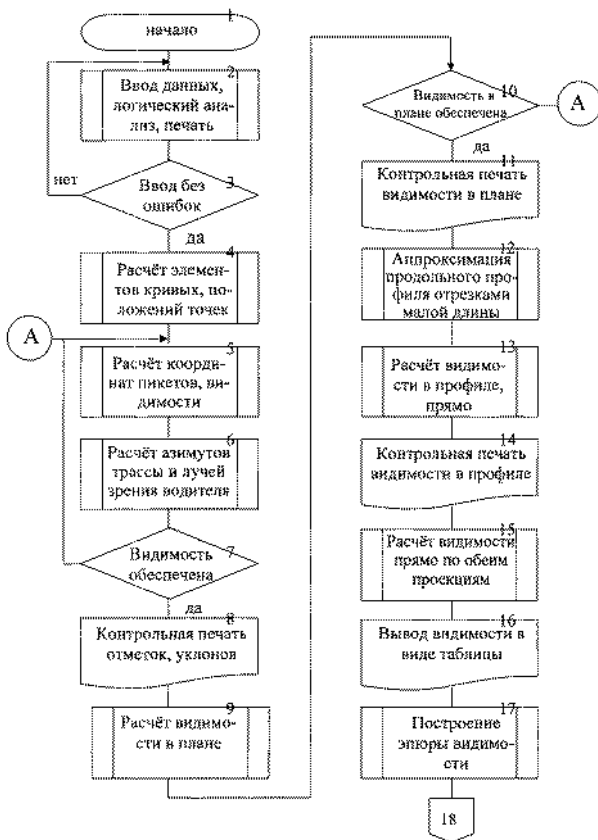 1
начало
2
Ввод данных,
логический ана-
лиз, печать
нет
3
Ввод без
ошибок
да
4
Расчёт элемен-
тов кривых, по-
ложений точек
А
5
Расчёт коорди-
нат пикетов, ви-
димости
6
Расчёт азимутов
трассы и лучей
зрения водителя
7
Видимость
обеспечена
да
8
Контрольная печать
отметок, уклонов
9
Расчёт видимо-
сти в плане
10
Видимость в
плане обеспечена
А
да
11
Контрольная печать
видимости в плане
12
Аппроксимация
продольного про-
филя отрезками
малой длины
13
Расчёт видимо-
сти в профиле,
прямо
14
Контрольная печать
видимости в профиле
15
Расчёт видимости
прямо по обеим
проекциям
16
Вывод видимости в
виде таблицы
17
Построение
эпюры видимо-
сти
18